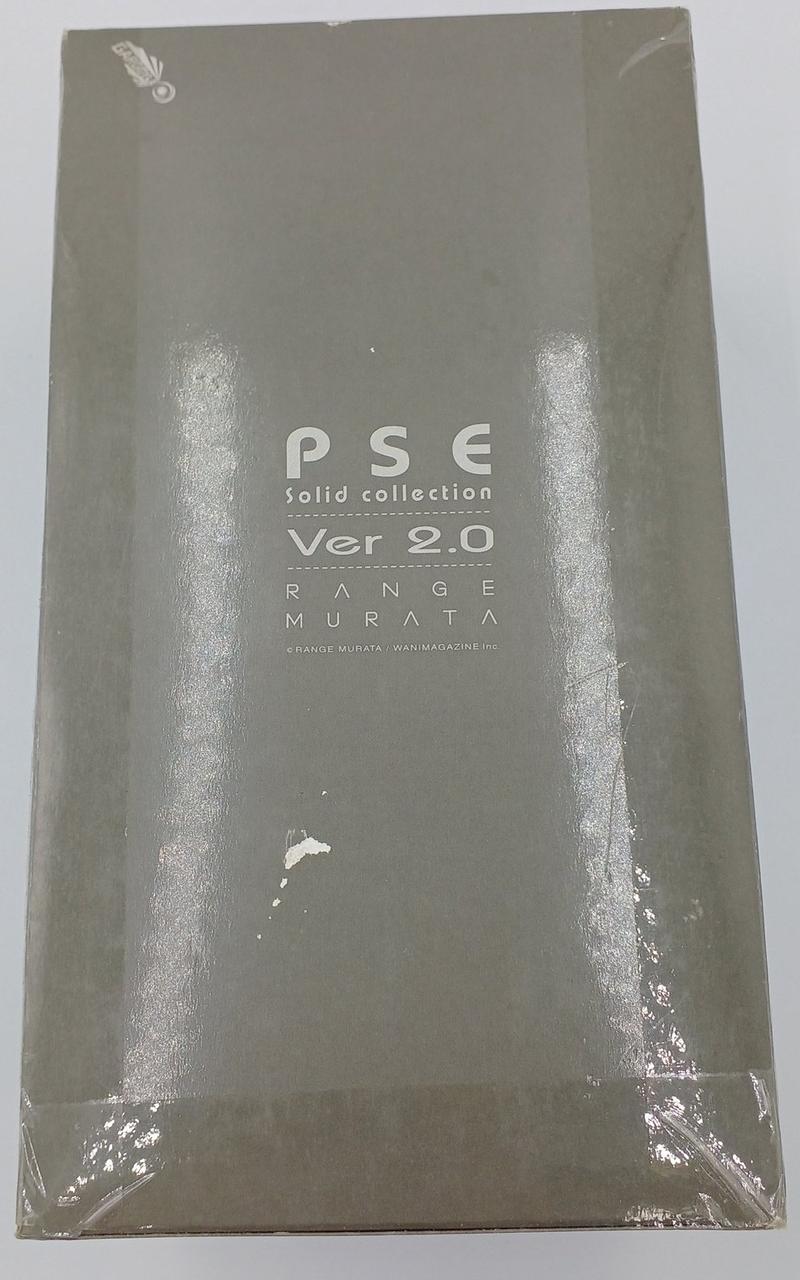 PSE
Solid collection
Ver 2.0
RANGE
MURATA
©RANGE MURATA / WANIMAGAZINE Inc.